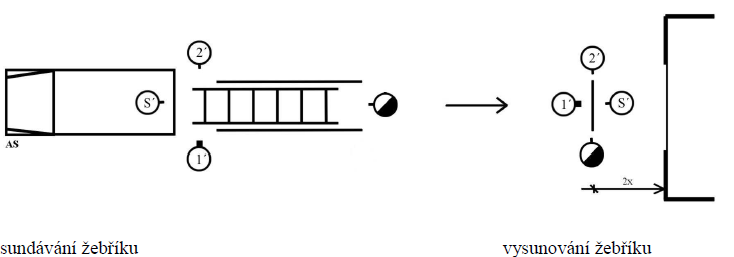 2´
2´
S´
1´
S´
AS
1´
2x
sundávání žebříku
vysunování žebříku